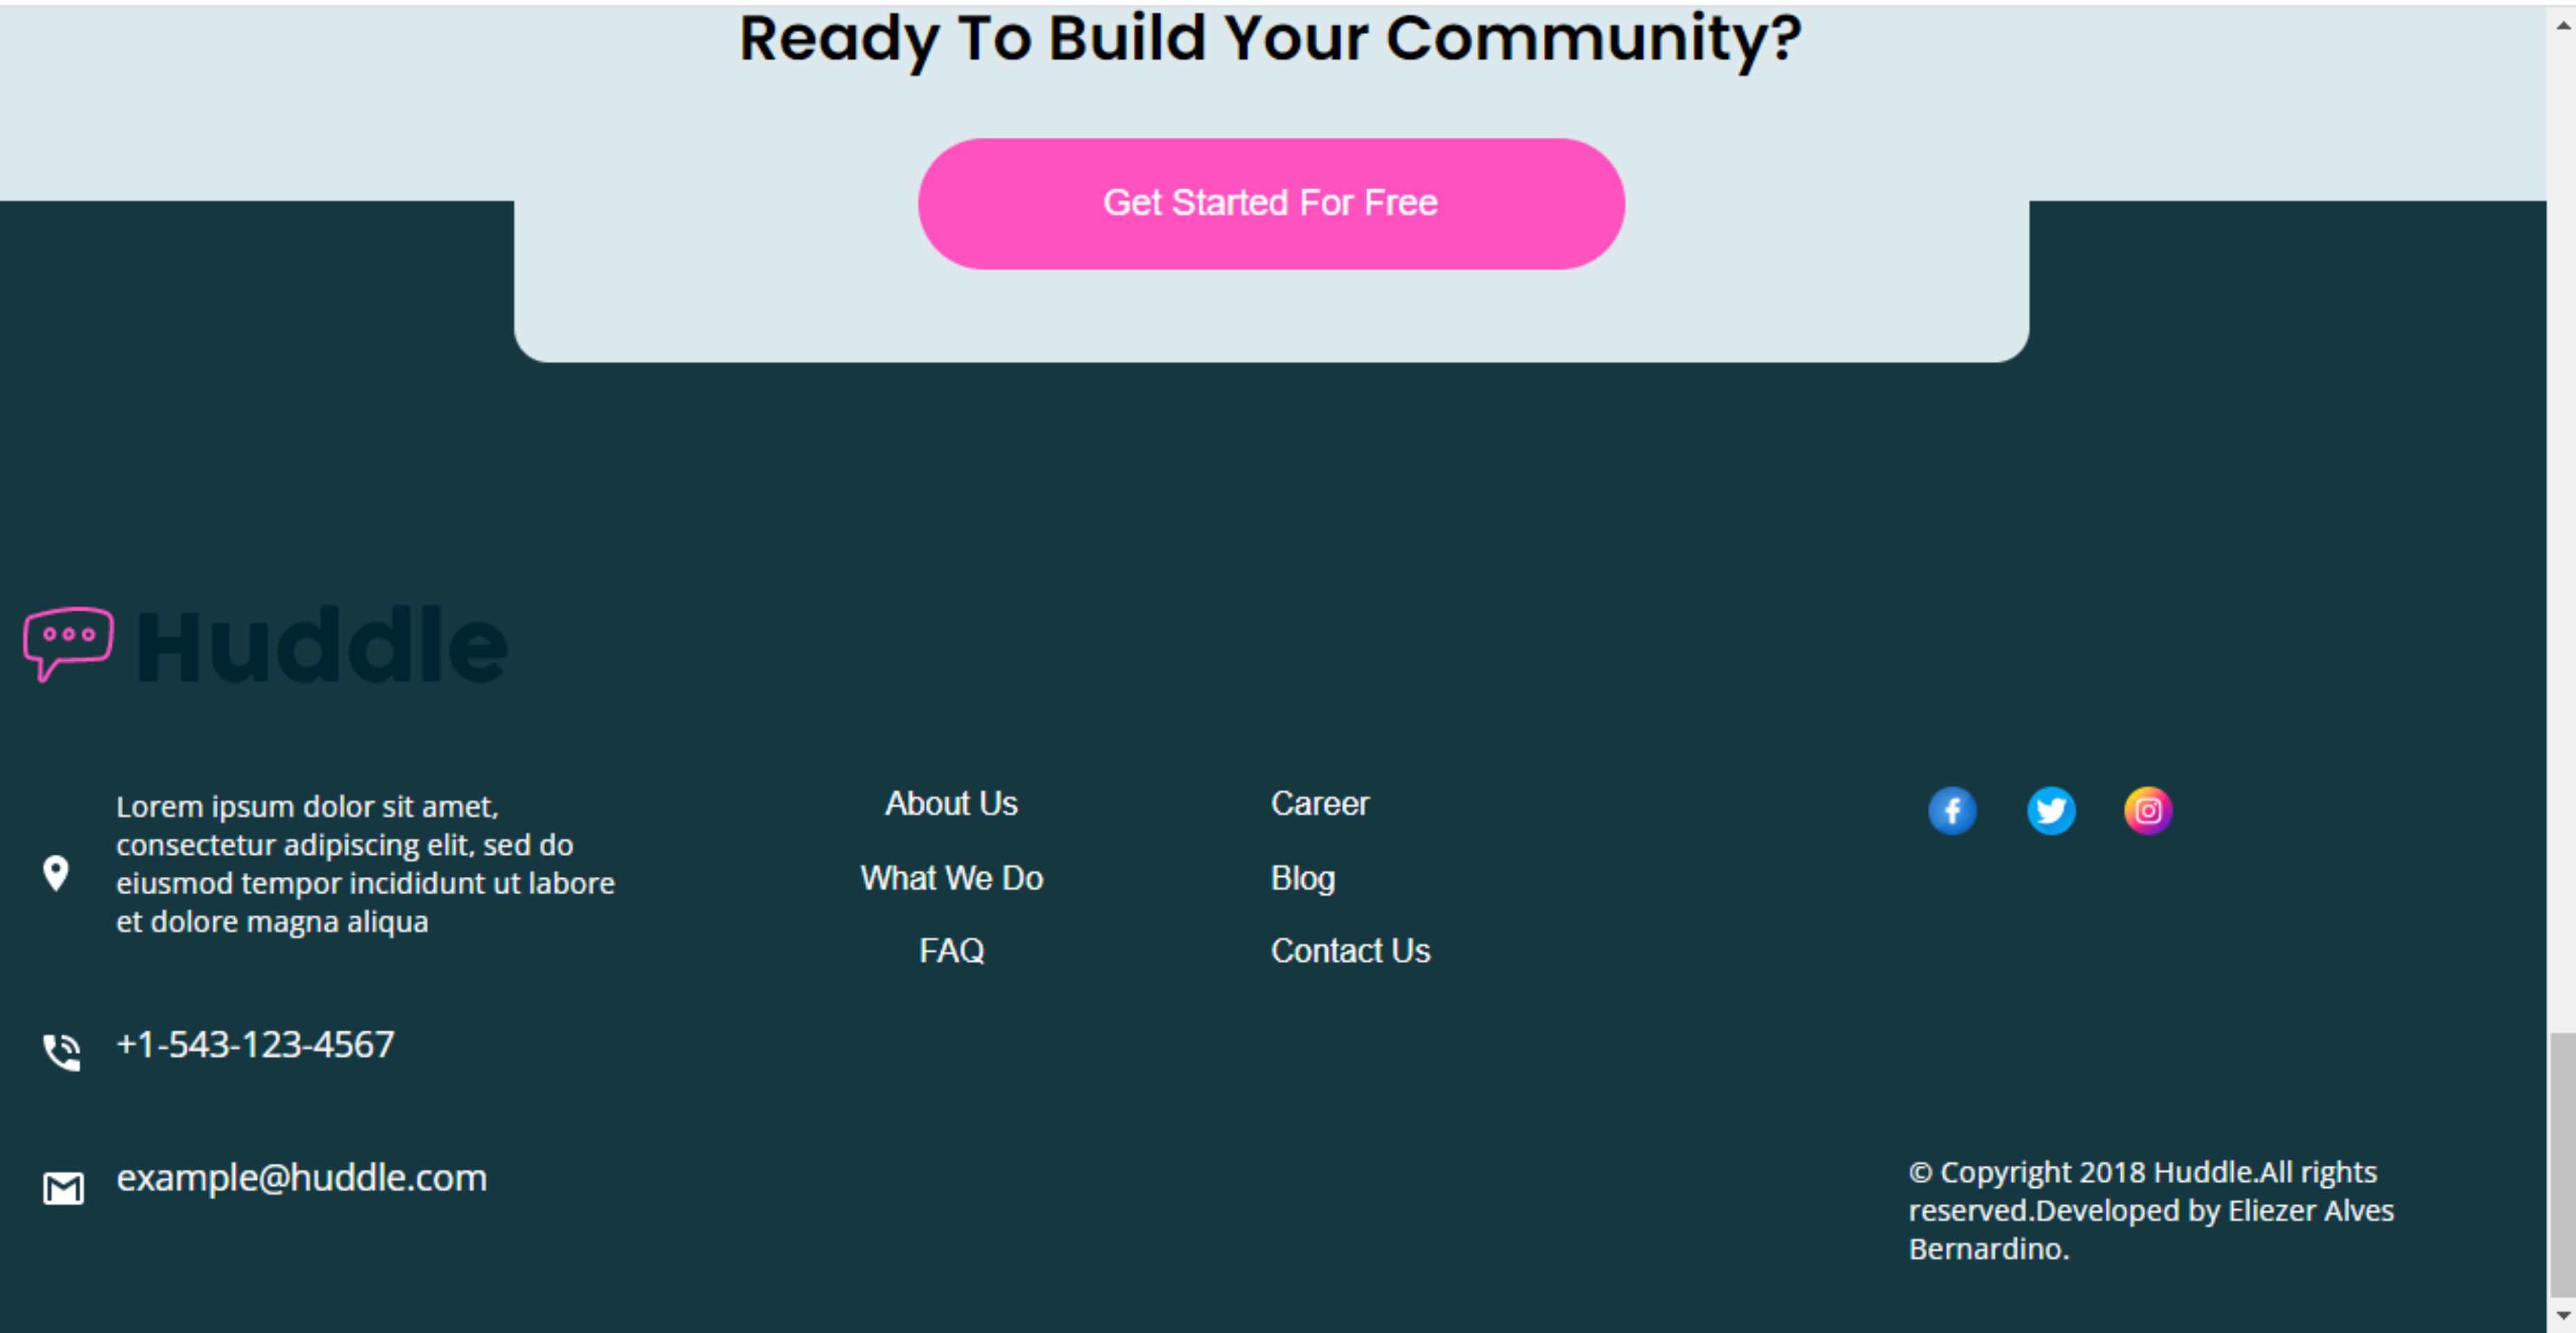 Ready To Build Your Community?
Get Started For Free
Huddle
Lorem ipsum dolor sit amet,
consectetur adipiscing elit, sed do
eiusmod tempor incididunt ut labore
et dolore magna aliqua
+1-543-123-4567
example@huddle.com
About Us
What We Do
FAQ
Career
Blog
Contact Us
© Copyright 2018 Huddle.All rights
reserved.Developed by Eliezer Alves
Bernardino.